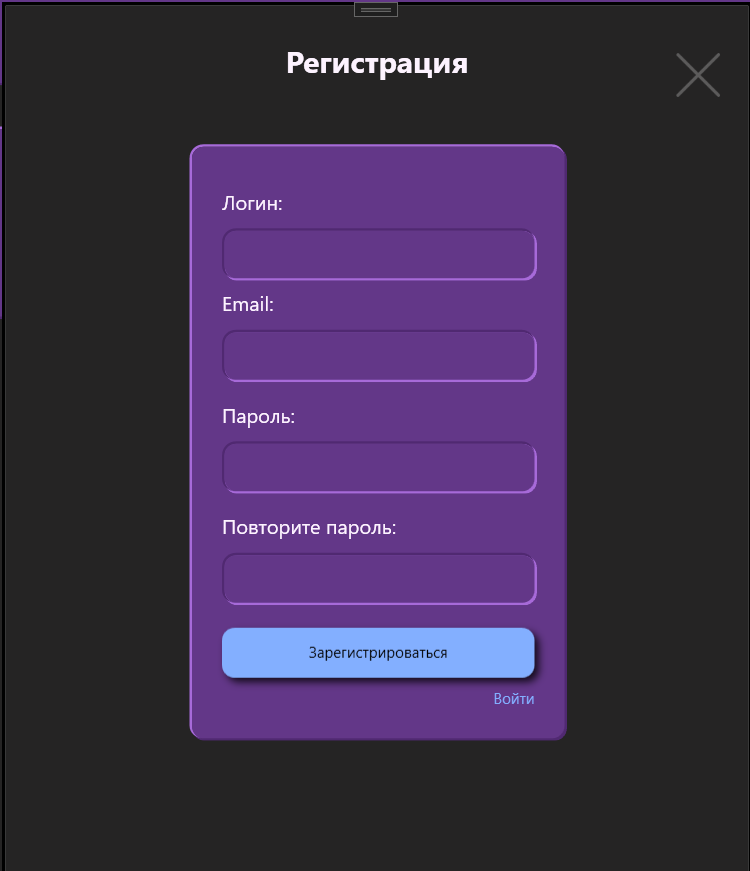 Регистрация
Логин:
Email:
Пароль:
Повторите пароль:
Зарегистрироваться
Войти